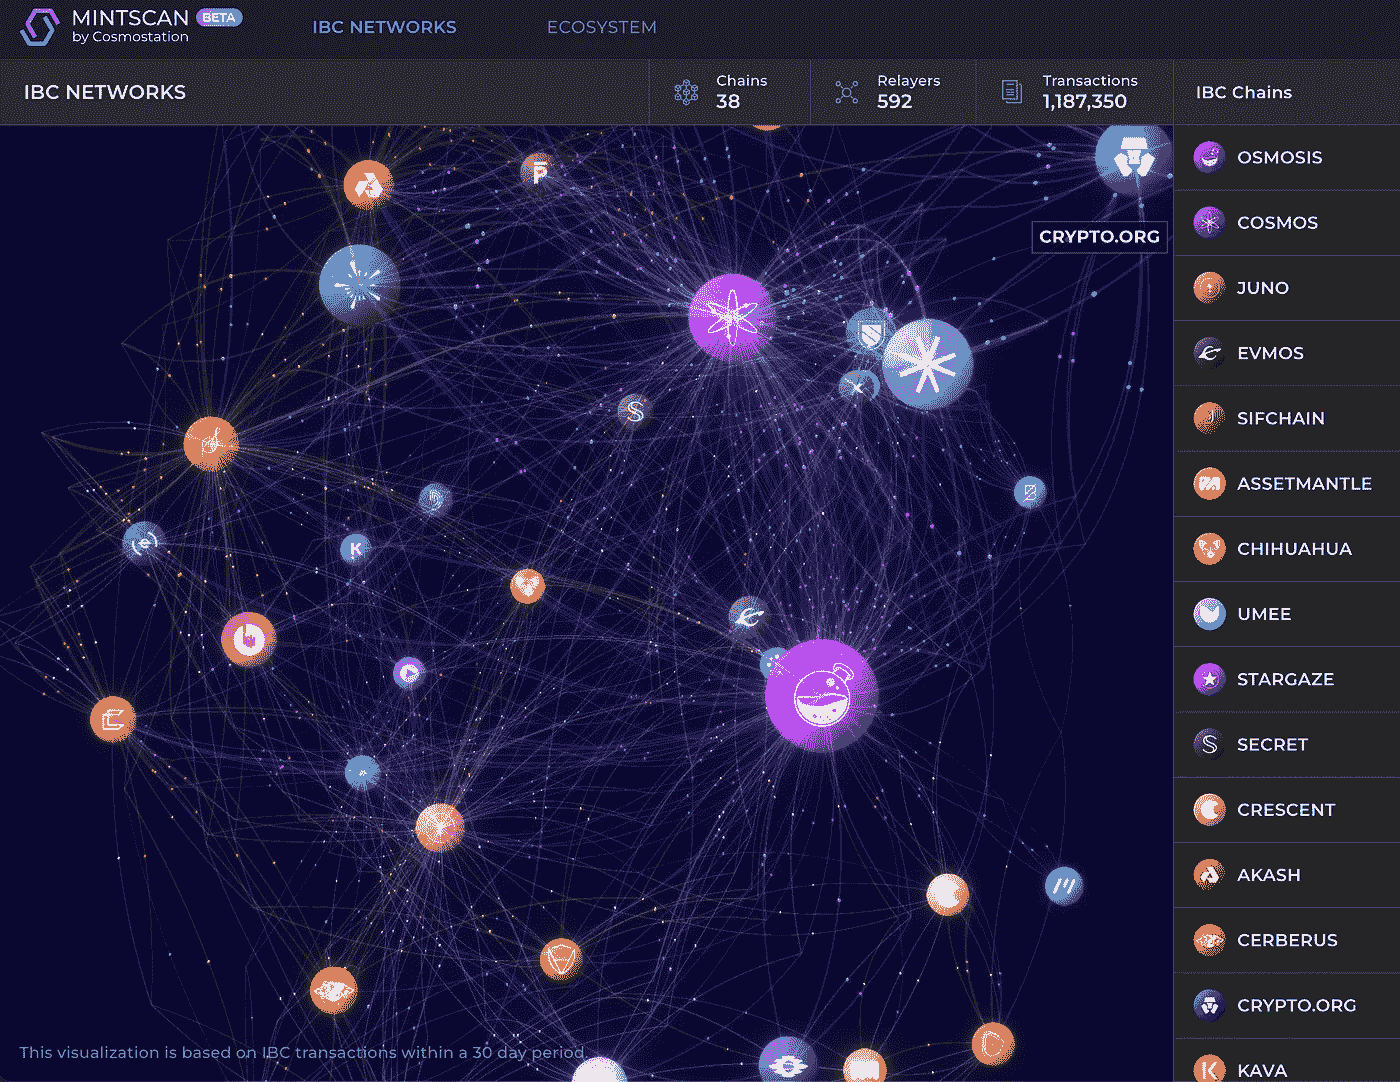 MINTSCAN BETA
by Cosmostation
IBC NETWORKS
ECOSYSTEM
IBC NETWORKS
Chains
38
Relayers
592
Transactions
1,187,350
IBC Chains
CRYPTO.ORG
OSMOSIS
COSMOS
JUNO
EVMOS
SIFCHAIN
ASSETMANTLE
CHIHUAHUA
UMEE
STARGAZE
SECRET
CRESCENT
AKASH
CERBERUS
CRYPTO.ORG
KAVA
This visualization is based on IBC transactions within a 30 day period.